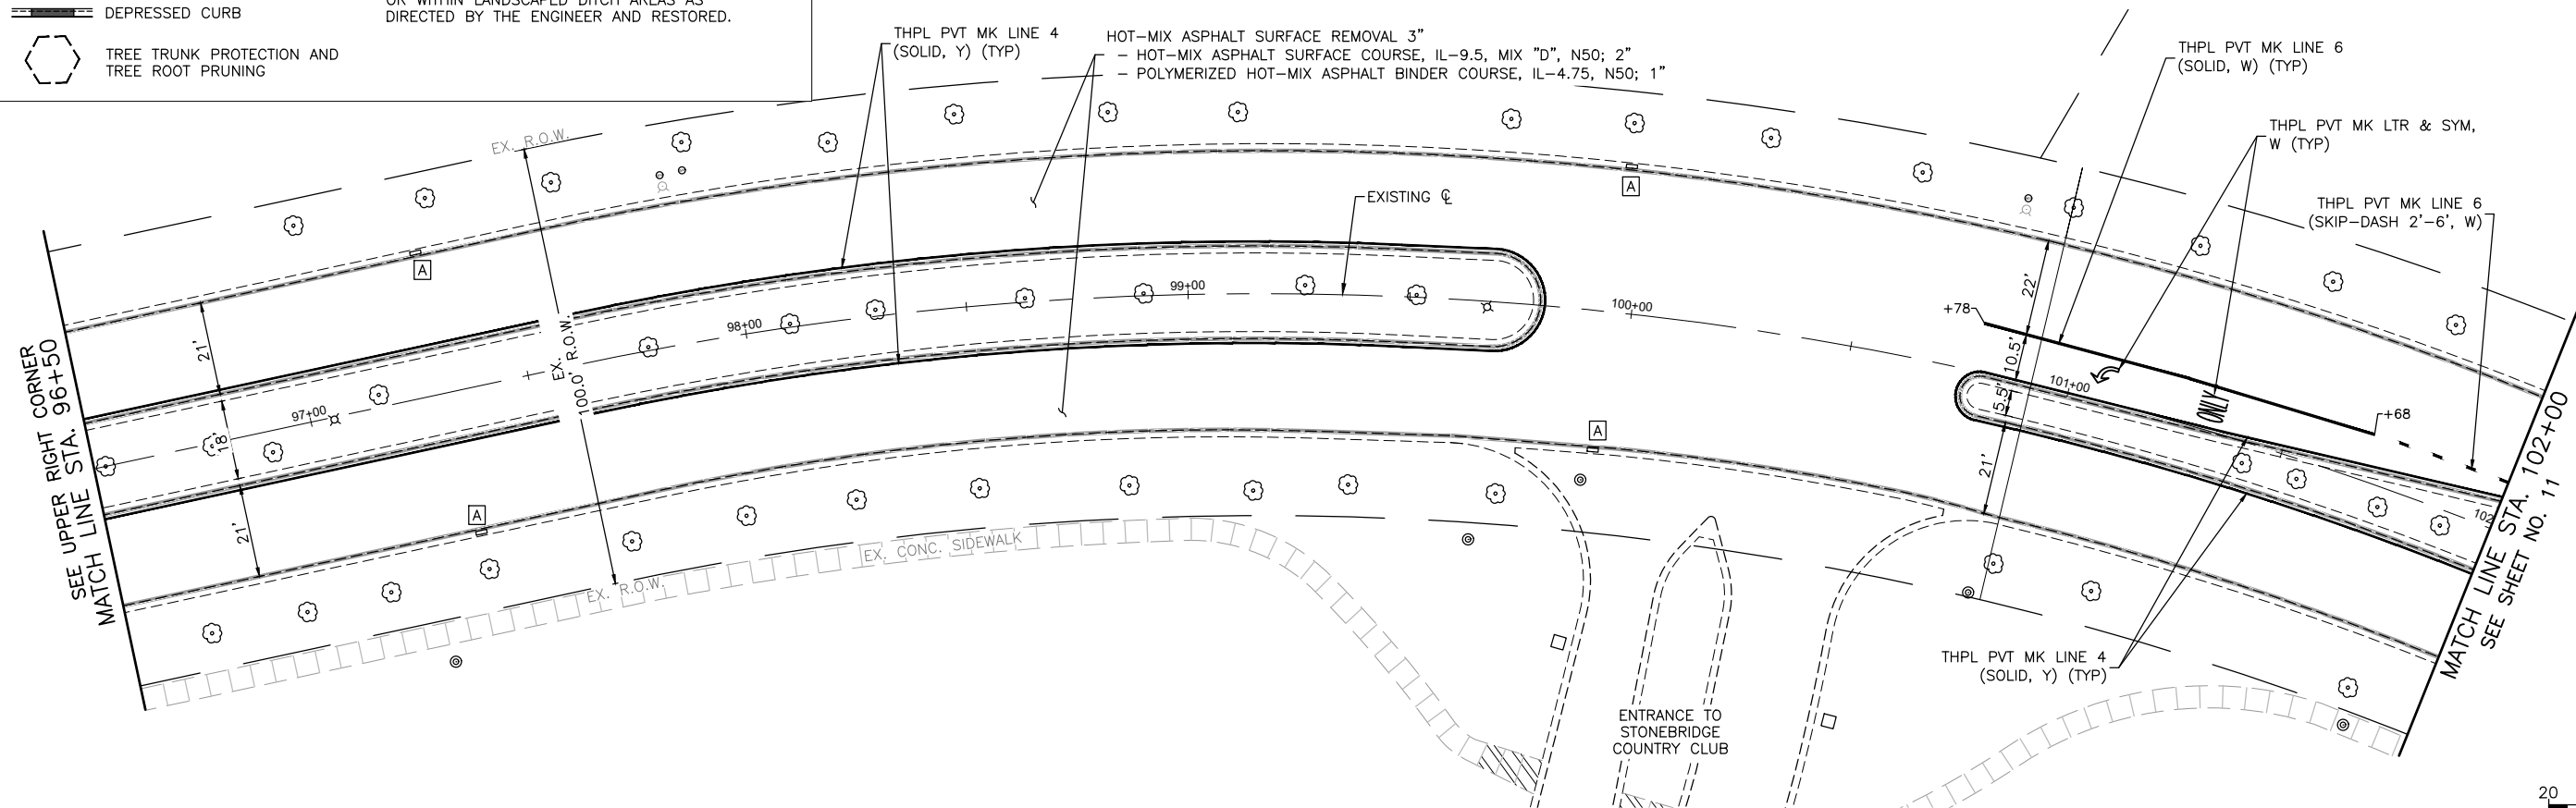 DEPRESSED CURB
OR WITHIN LANDSCAPED DITCH AREAS AS
DIRECTED BY THE ENGINEER AND RESTORED.
TREE TRUNK PROTECTION AND
TREE ROOT PRUNING
THPL PVT MK LINE 4
(SOLID, Y) (TYP)
HOT-MIX ASPHALT SURFACE REMOVAL 3"
- HOT-MIX ASPHALT SURFACE COURSE, IL-9.5, MIX "D", N50; 2"
- POLYMERIZED HOT-MIX ASPHALT BINDER COURSE, IL-4.75, N50; 1"
THPL PVT MK LINE 6
(SOLID, W) (TYP)
THPL PVT MK LTR & SYM,
W (TYP)
THPL PVT MK LINE 6
(SKIP-DASH 2'-6', W)
EX. R.O.W.
EXISTING ℄
A
A
A
A
SEE UPPER RIGHT CORNER
MATCH LINE STA. 96+50
21'
18'
21'
97+00
98+00
99+00
100+00
101+00
102
EX.
100.0' R.O.W.
+78
22'
10.5'
5.5'
21'
ONLY
+68
EX. CONC. SIDEWALK
EX. R.O.W.
ENTRANCE TO
STONEBRIDGE
COUNTRY CLUB
THPL PVT MK LINE 4
(SOLID, Y) (TYP)
MATCH LINE STA. 102+00
SEE SHEET NO. 11
20